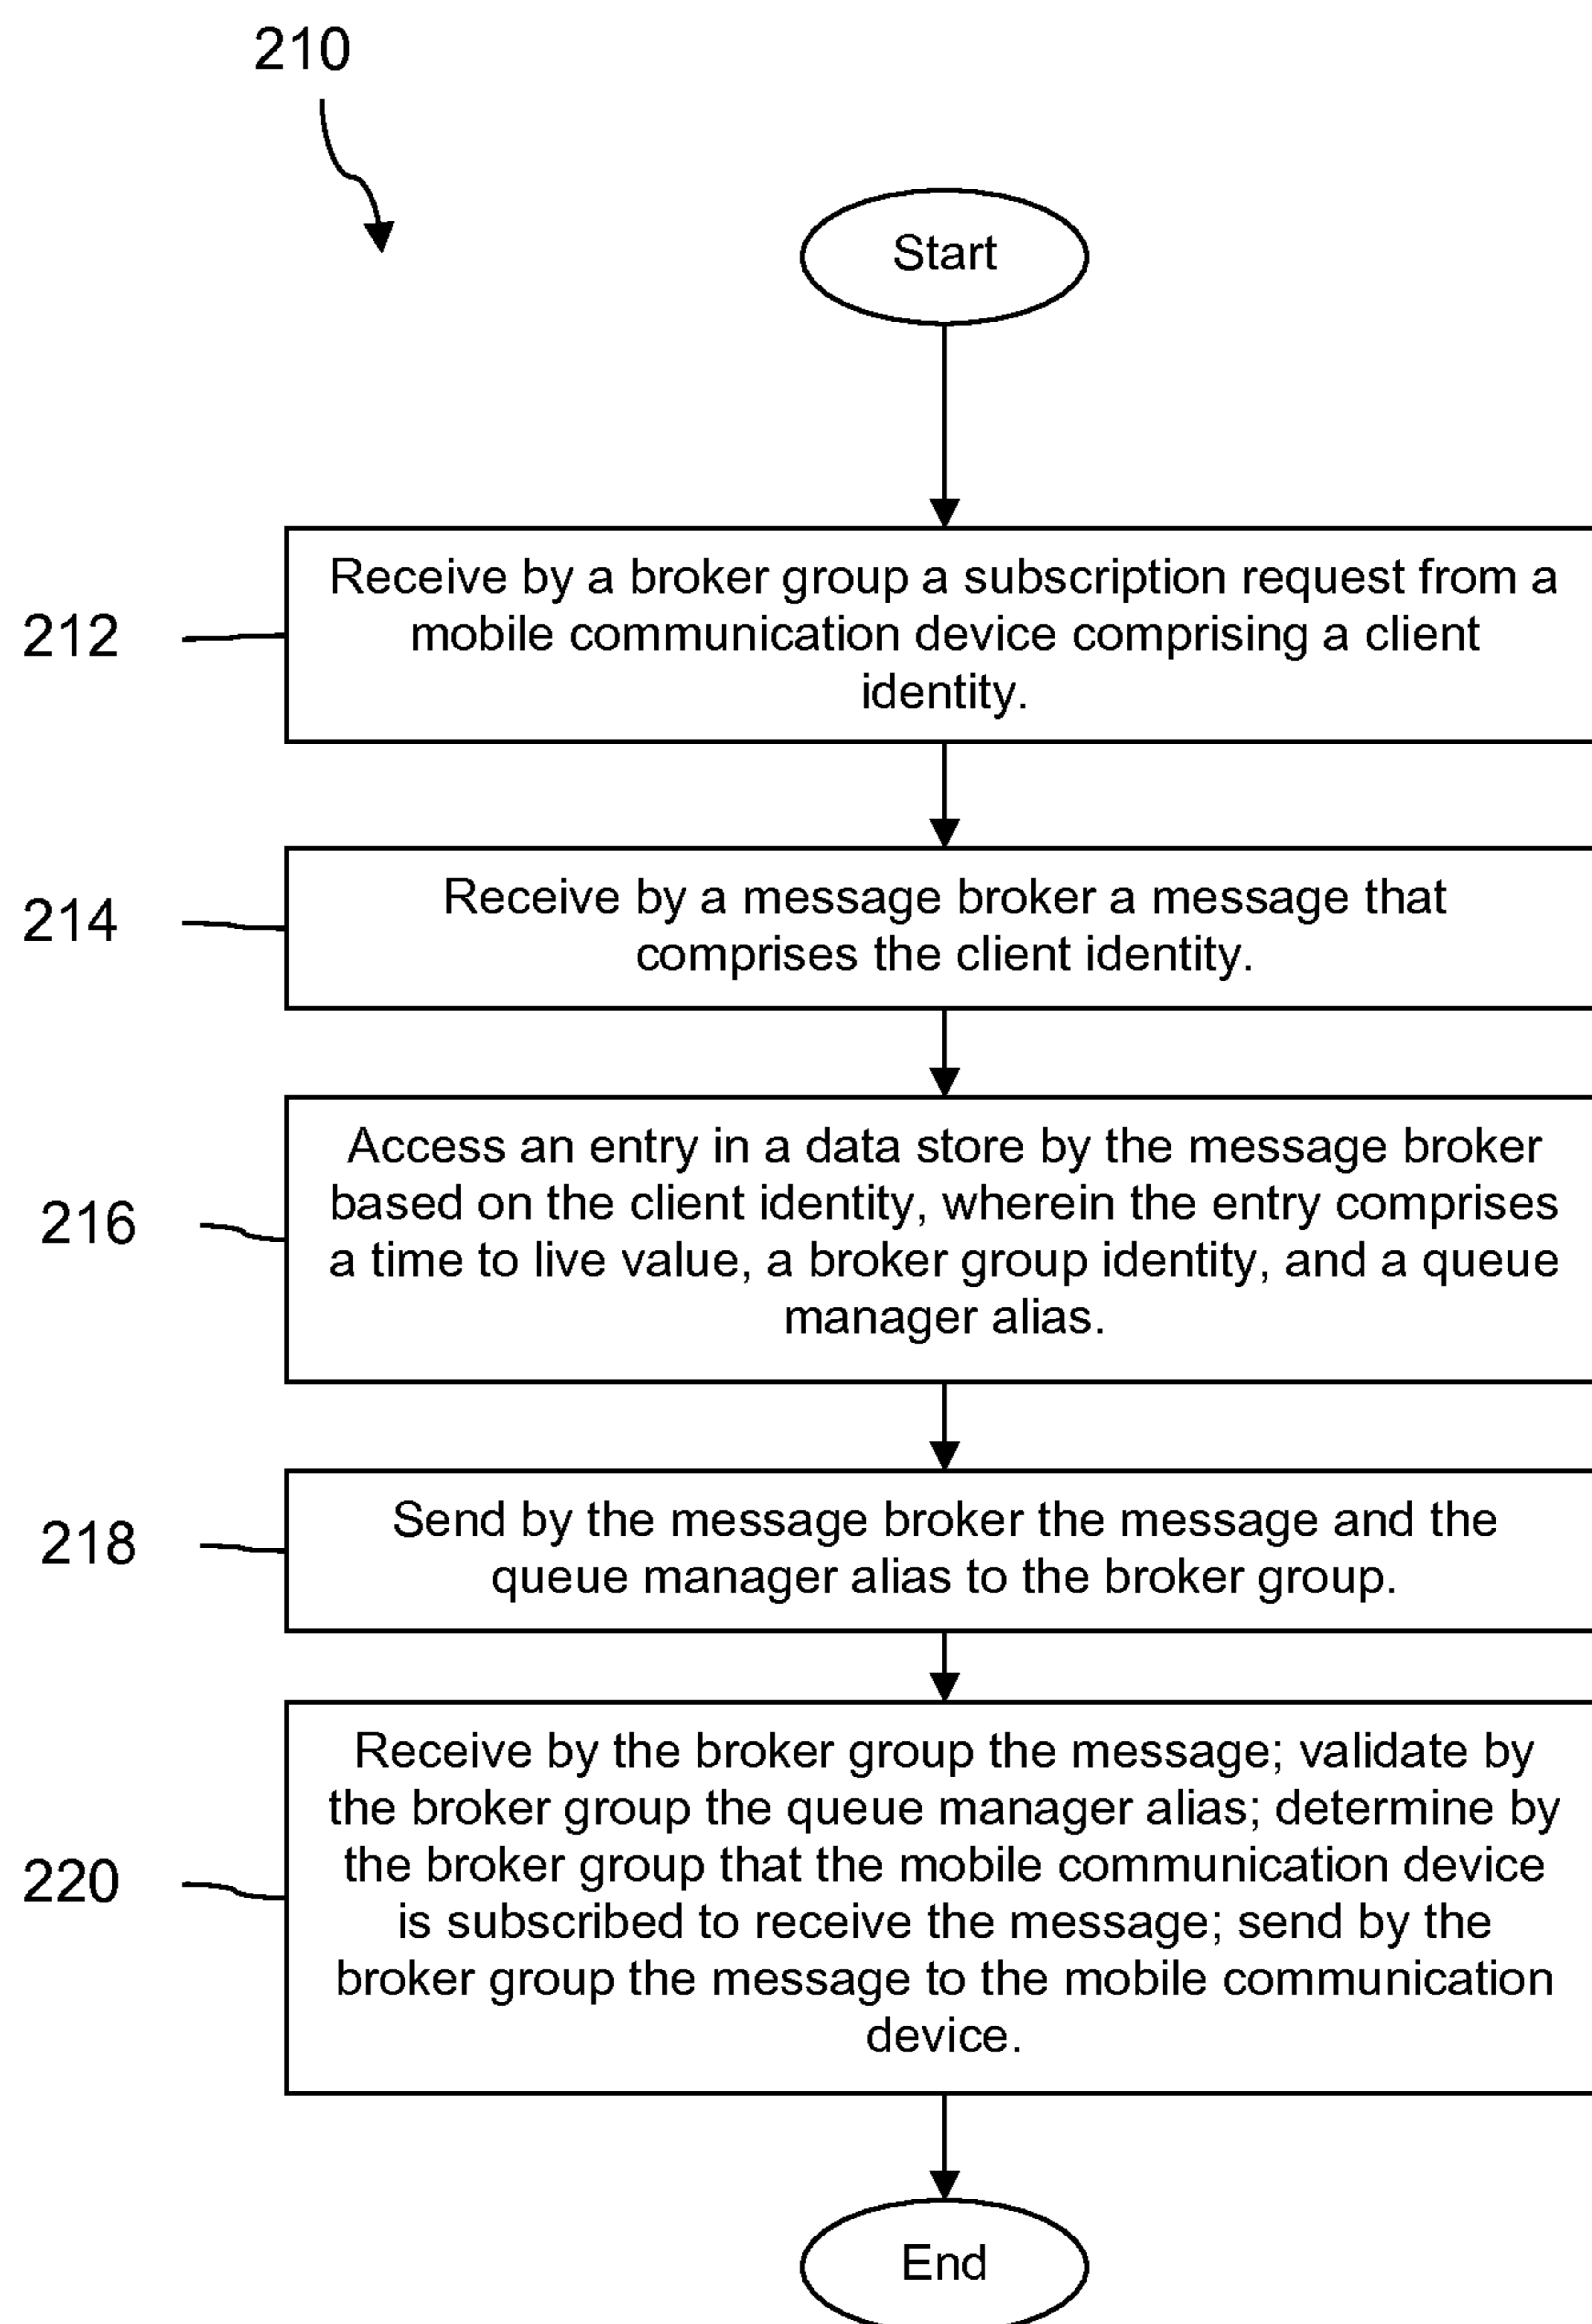 210
Start
212
Receive by a broker group a subscription request from a
mobile communication device comprising a client
identity.
214
Receive by a message broker a message that
comprises the client identity.
216
Access an entry in a data store by the message broker
based on the client identity, wherein the entry comprises
a time to live value, a broker group identity, and a queue
manager alias.
218
Send by the message broker the message and the
queue manager alias to the broker group.
220
Receive by the broker group the message; validate by
the broker group the queue manager alias; determine by
the broker group that the mobile communication device
is subscribed to receive the message; send by the
broker group the message to the mobile communication
device.
End